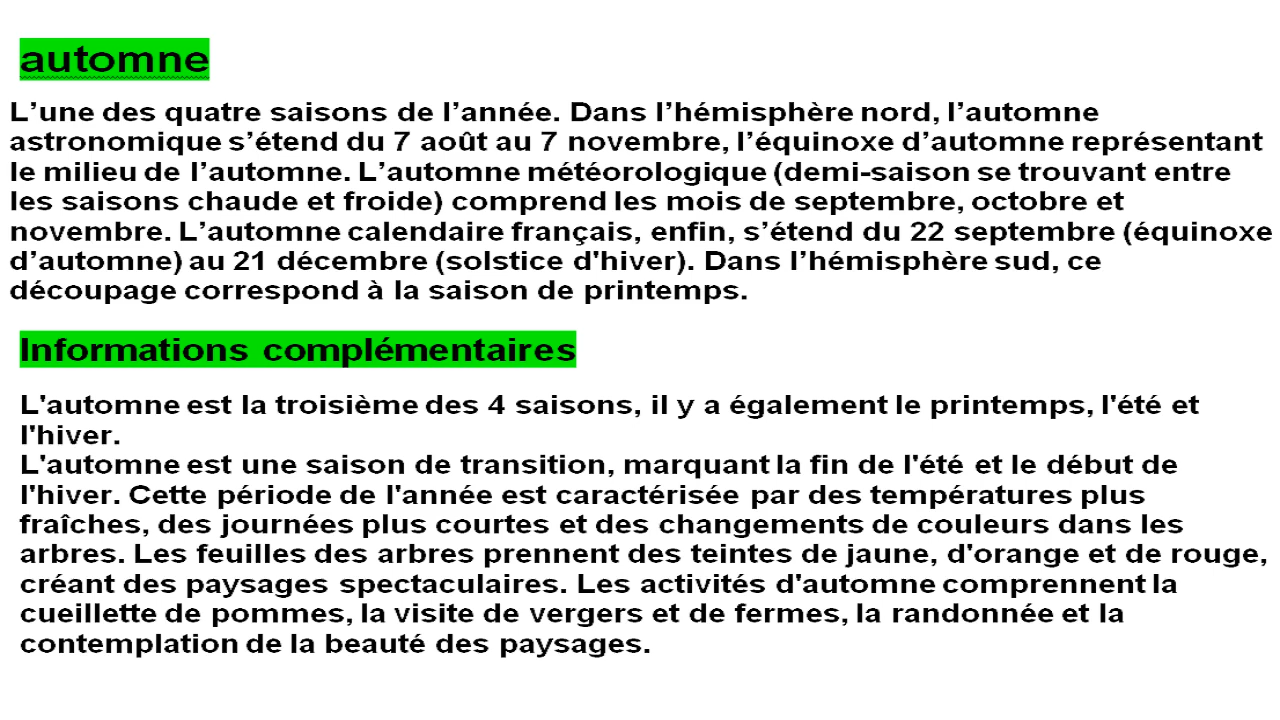 automne
L’une des quatre saisons de l’année. Dans l’hémisphère nord, l’automne
astronomique s’étend du 7 août au 7 novembre, l’équinoxe d’automne représentant
le milieu de l’automne. L’automne météorologique (demi-saison se trouvant entre
les saisons chaude et froide) comprend les mois de septembre, octobre et
novembre. L’automne calendaire français, enfin, s’étend du 22 septembre (équinoxe
d’automne) au 21 décembre (solstice d'hiver). Dans l’hémisphère sud, ce
découpage correspond à la saison de printemps.
Informations complémentaires
L'automne est la troisième des 4 saisons, il y a également le printemps, l'été et
l'hiver.
L'automne est une saison de transition, marquant la fin de l'été et le début de
l'hiver. Cette période de l'année est caractérisée par des températures plus
fraîches, des journées plus courtes et des changements de couleurs dans les
arbres. Les feuilles des arbres prennent des teintes de jaune, d'orange et de rouge,
créant des paysages spectaculaires. Les activités d'automne comprennent la
cueillette de pommes, la visite de vergers et de fermes, la randonnée et la
contemplation de la beauté des paysages.